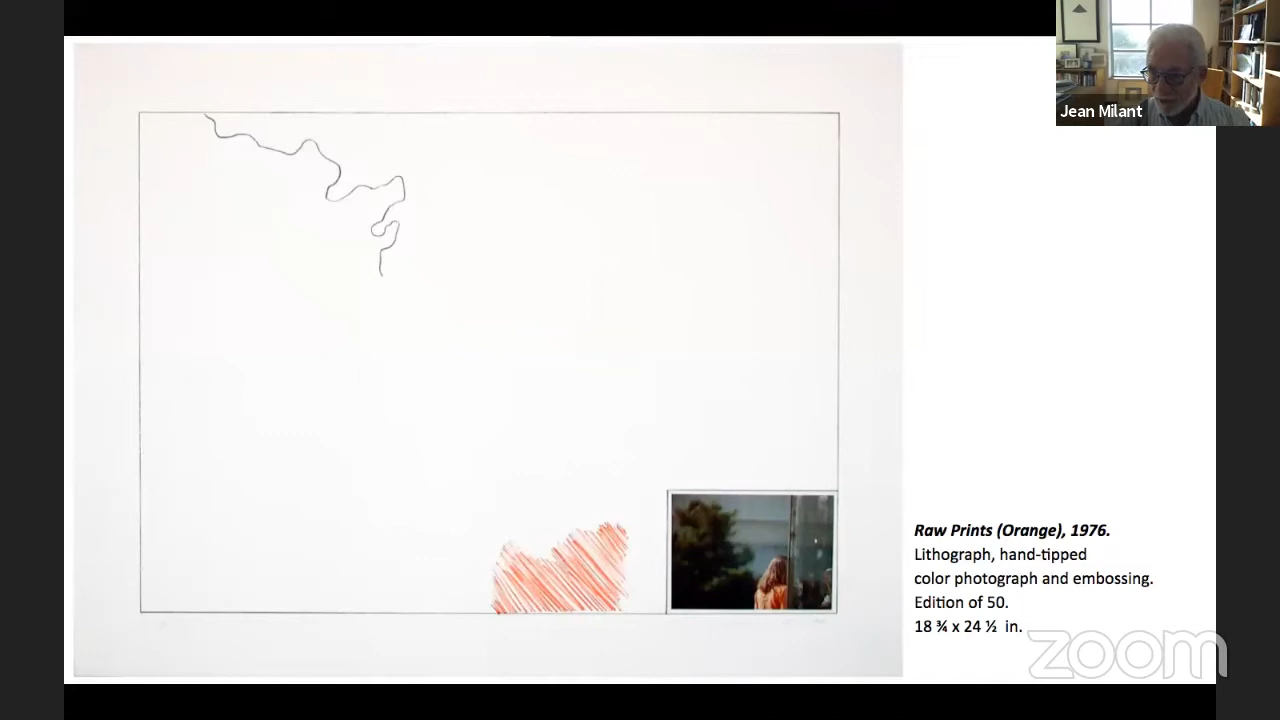 Jean Milant
Raw Prints (Orange), 1976.
Lithograph, hand-tipped
color photograph and embossing.
Edition of 50.
18 ¾ x 24 ½ in.
zoom